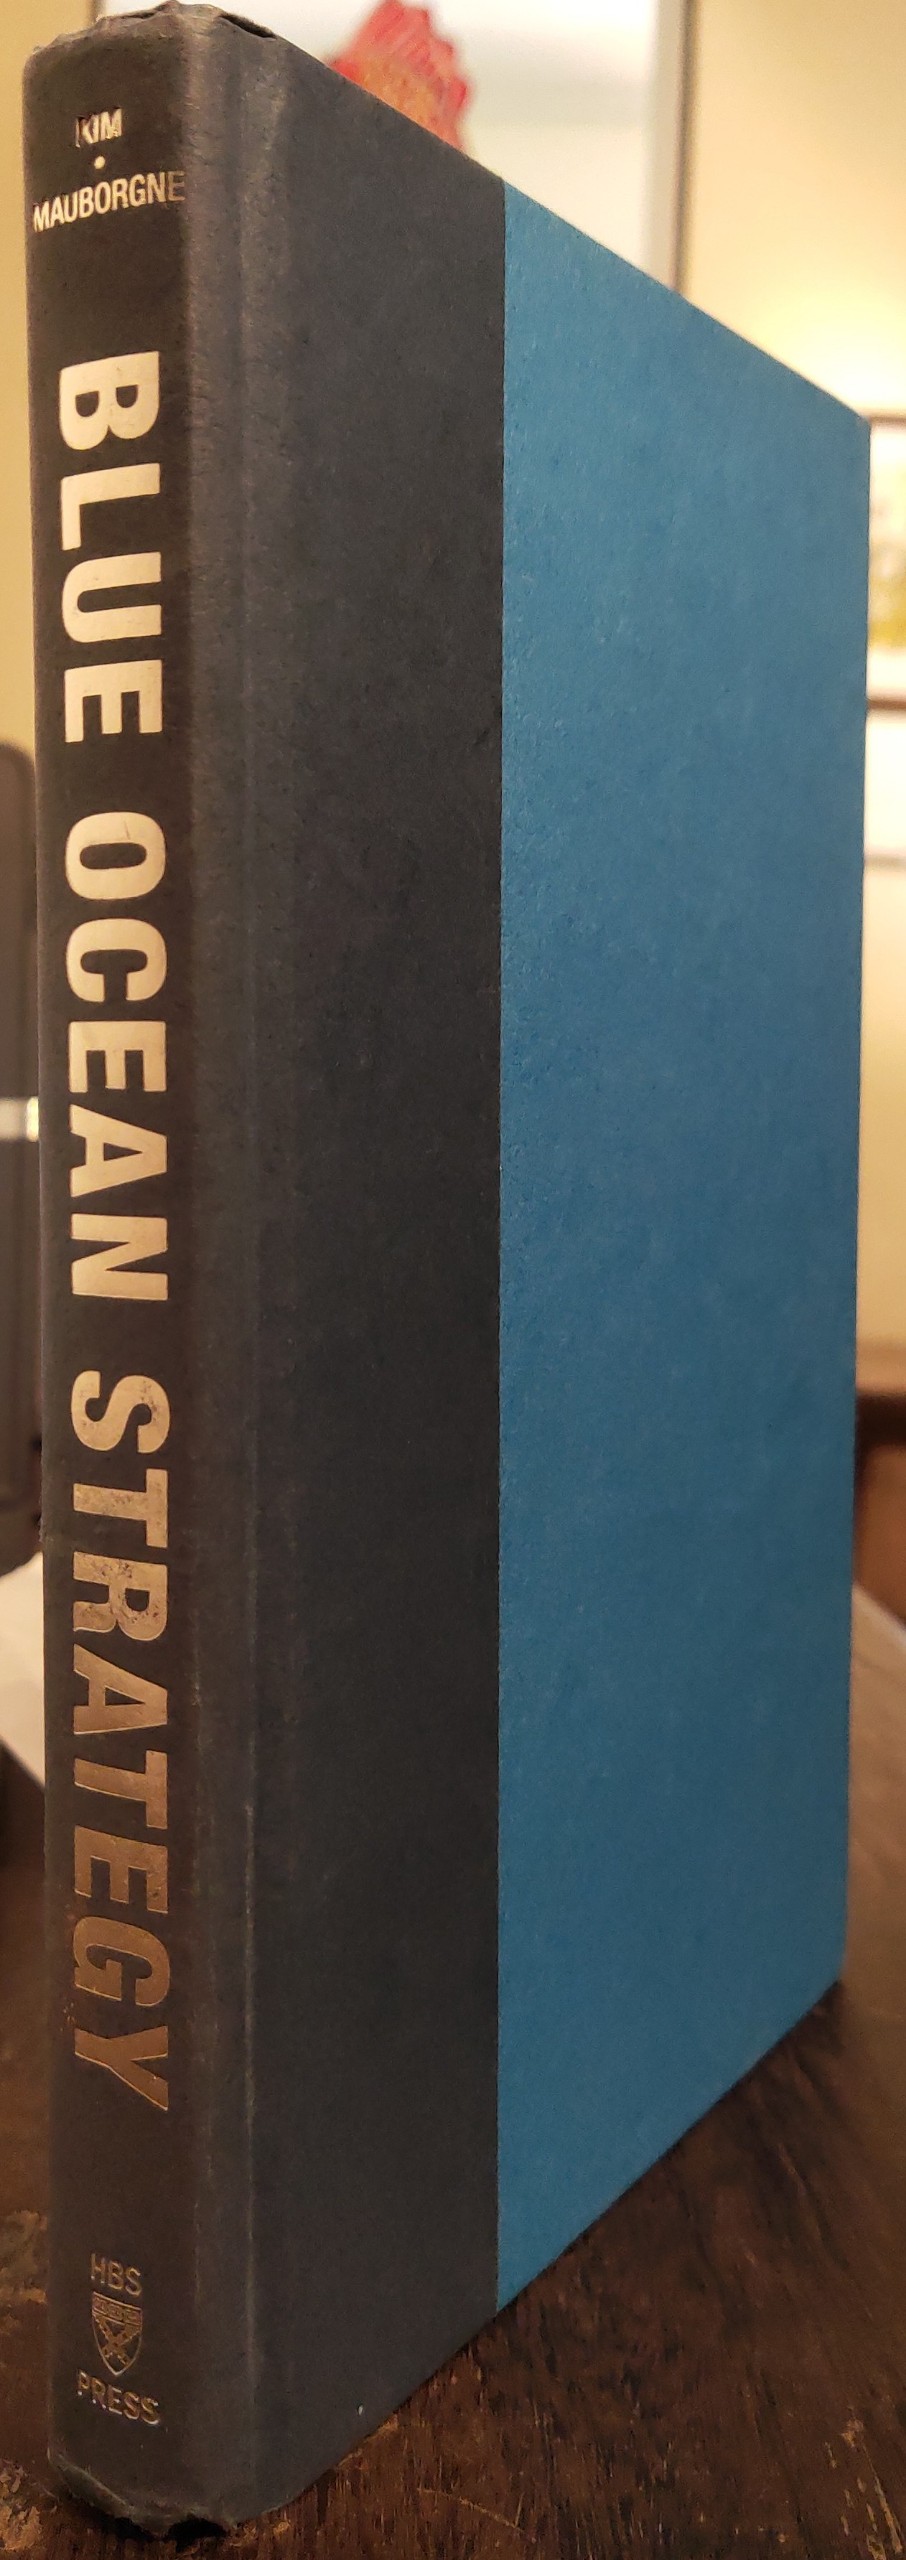 KIM
•
MAUBORGNE
BLUE OCEAN STRATEGY
HBS
PRESS